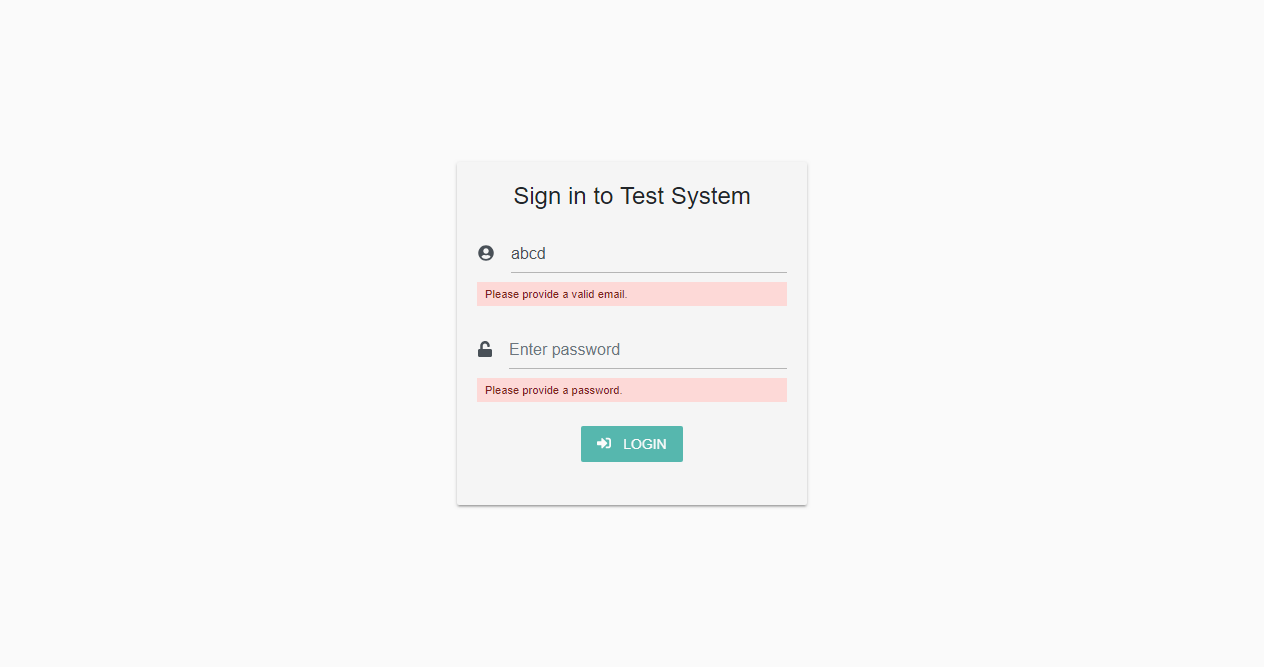 Sign in to Test System
abcd
Please provide a valid email.
Enter password
Please provide a password.
LOGIN